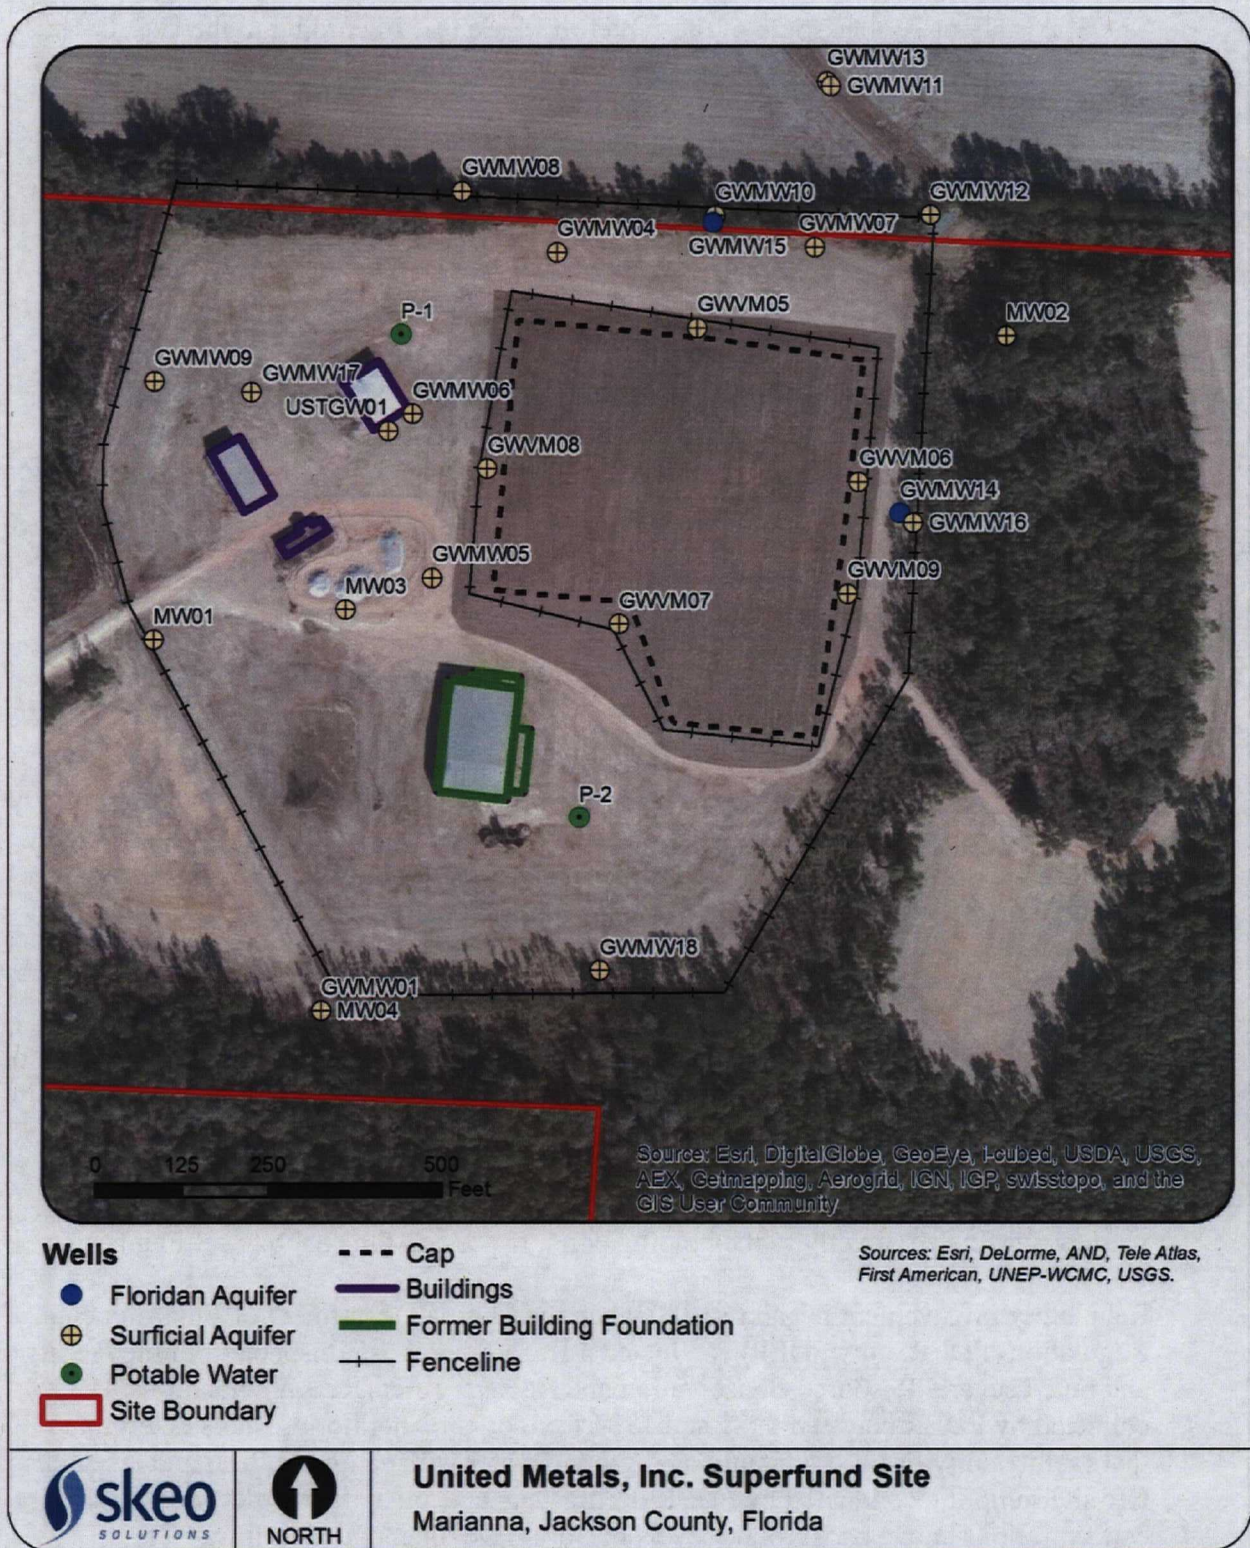 GWMW13
GWMW11
GWMW08
GWMW10
GWMW12
GWMW04
GWMW07
GWMW15
GWVM05
P-1
MW02
GWMW09
GWMW17
GWMW06
USTGW01
GWVM08
GWVM06
GWMW14
GWMW16
GWMW05
GWVM09
MW03
GWVM07
MW01
P-2
GWMW18
GWMW01
MW04
0 125 250 500
Feet
Source: Esri, DigitalGlobe, GeoEye, i-cubed, USDA, USGS,
AEX, Getmapping, Aerogrid, IGN, IGP, swisstopo, and the
GIS User Community
Wells
Floridan Aquifer
Surficial Aquifer
Potable Water
Site Boundary
Cap
Buildings
Former Building Foundation
Fenceline
Sources: Esri, DeLorme, AND, Tele Atlas,
First American, UNEP-WCMC, USGS.
skeo
SOLUTIONS
NORTH
United Metals, Inc. Superfund Site
Marianna, Jackson County, Florida